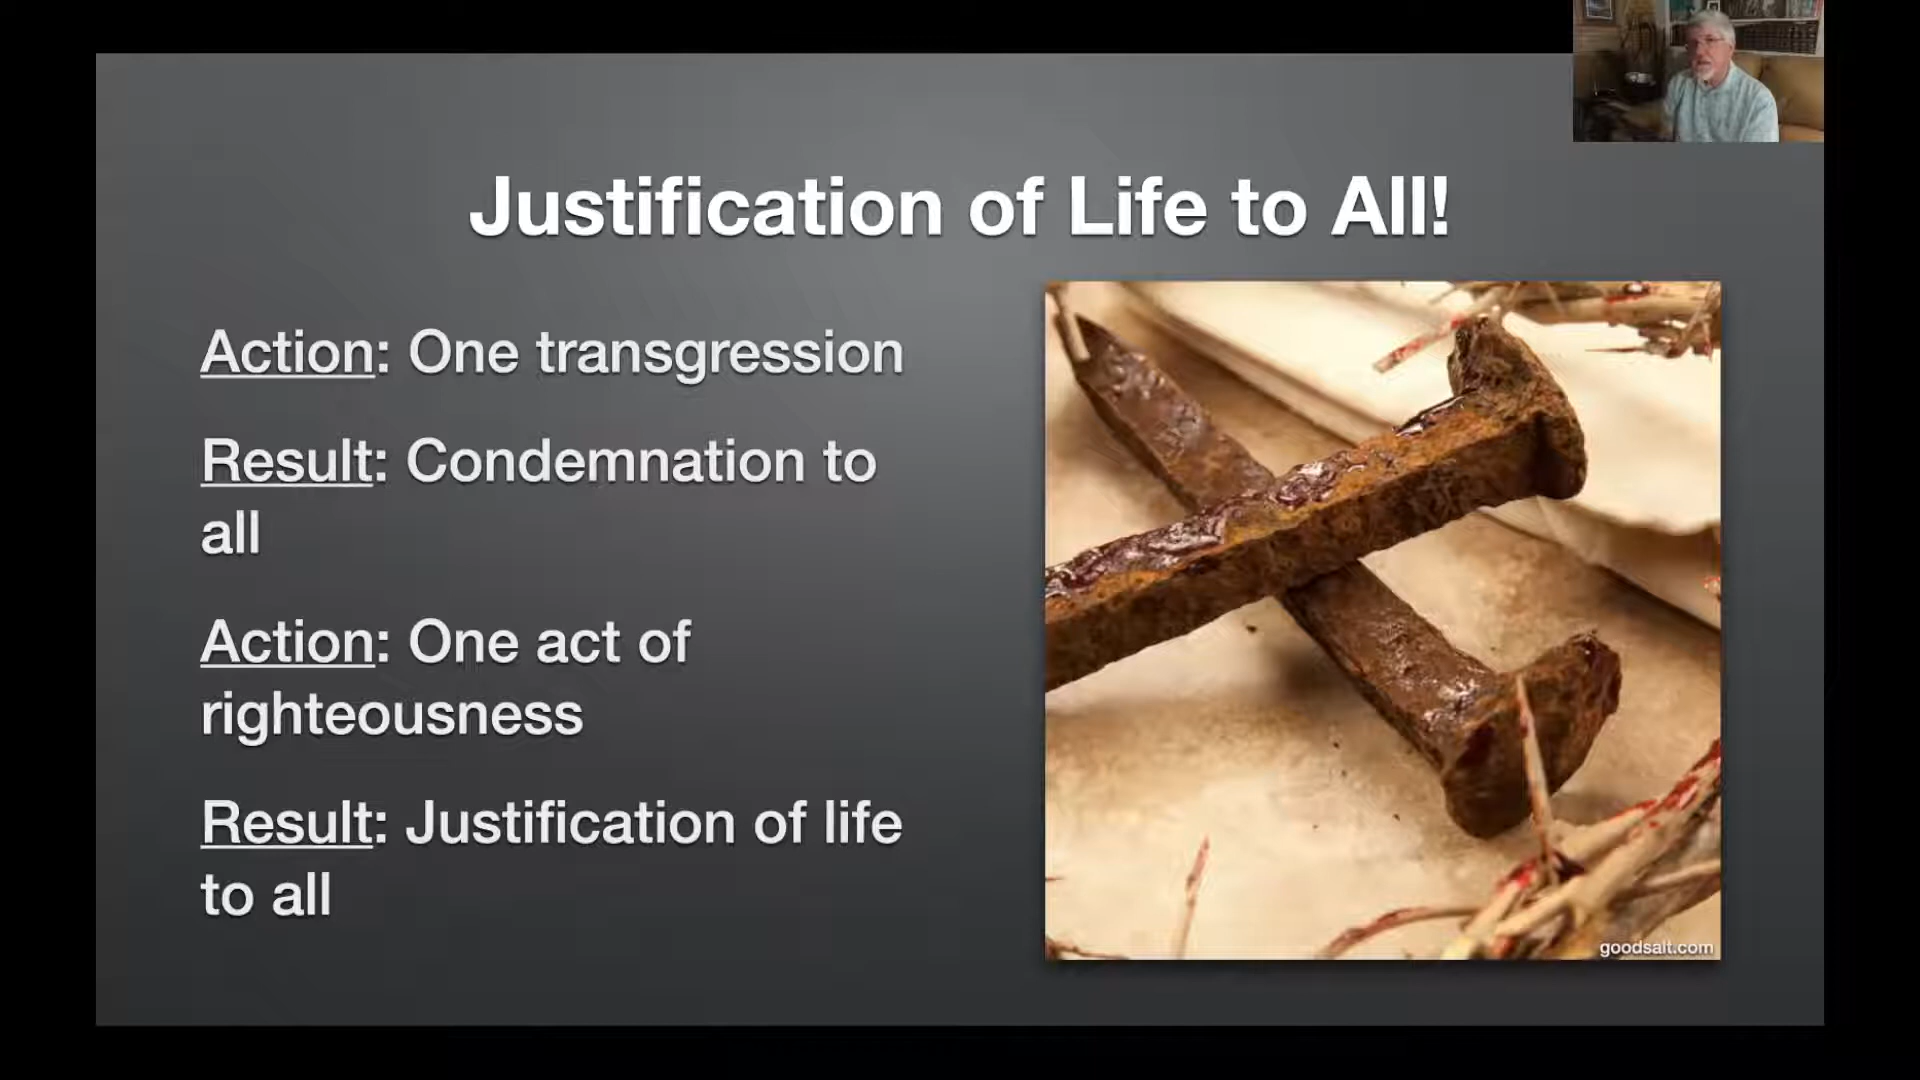 Justification of Life to All!
Action: One transgression
Result: Condemnation to
all
Action: One act of
righteousness
Result: Justification of life
to all
goodsalt.com